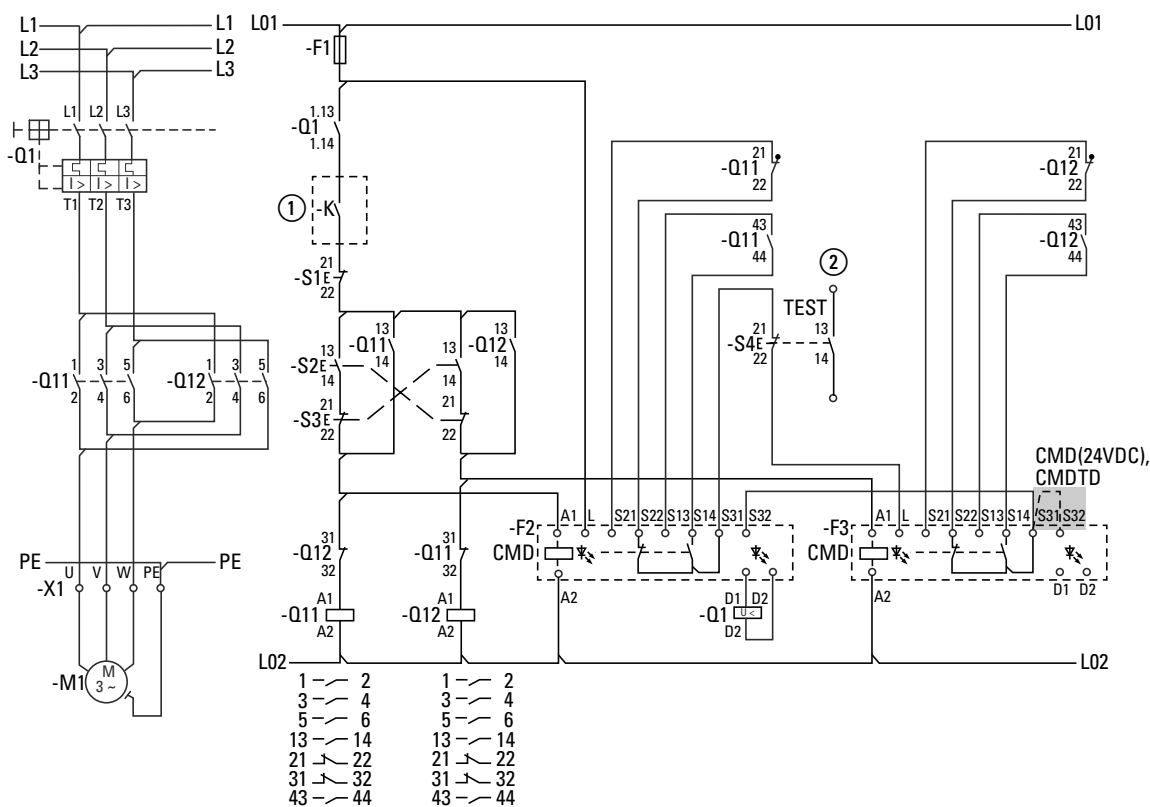 L1 L1 L01 L01
L2 L2
L3 L3
-F1
L1 L2 L3
-Q1
I> I> I>
T1 T2 T3
1.13
-Q1
1.14
① -K
21
-S1E
22
21
-Q11
22
43
-Q11
44
21
-Q12
22
43
-Q12
44
②
TEST
21 13
-S4E
22 14
13 13 13 13
-S2E -Q11 -Q12
14 14 14 14
21 21
-S3E
22 22
1 3 5 1 3 5
-Q11 -Q12
2 4 6 2 4 6
CMD(24VDC),
CMDTD
-F2 A1 L S21 S22 S13 S14 S31 S32
CMD
A2 D1 D2
-F3 A1 L S21 S22 S13 S14 S31 S32
CMD
A2 D1 D2
-Q1 U<
D2
31 31
-Q12 -Q11
32 32
A1 A1
-Q11 -Q12
A2 A2
PE PE
U V W PE
-X1
-M1 M
3 ~
L02 L02
1 2 1 2
3 4 3 4
5 6 5 6
13 14 13 14
21 22 21 22
31 32 31 32
43 44 43 44